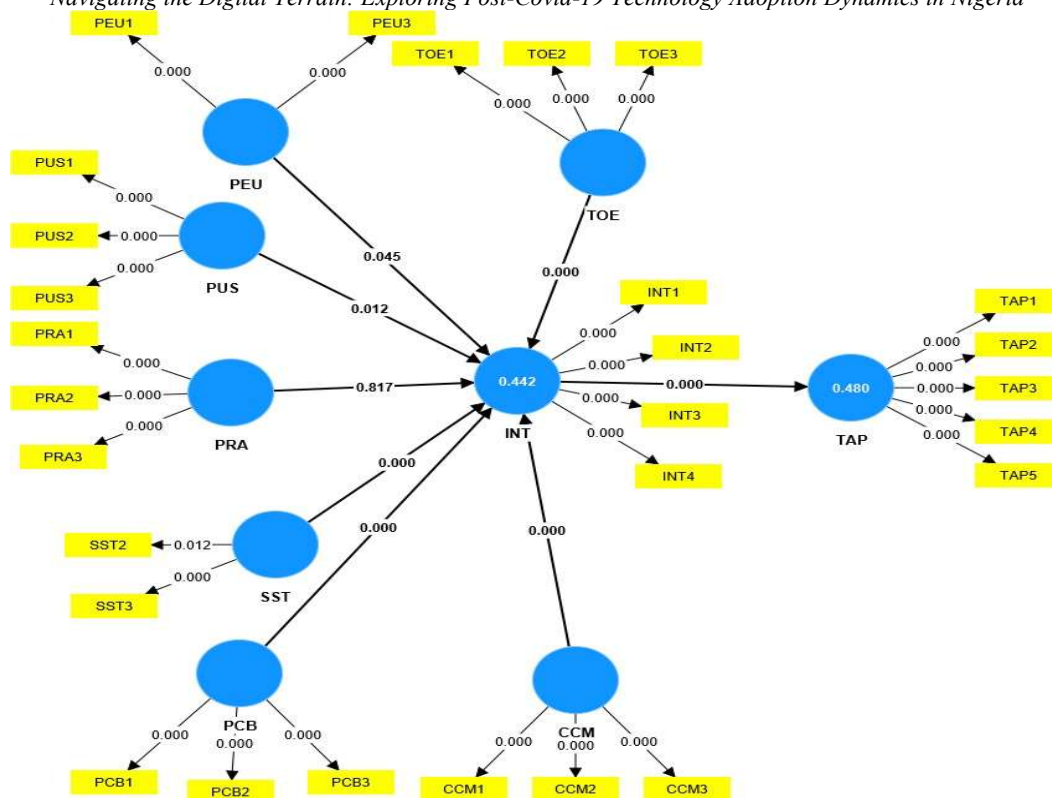 Navigating the Digital Terrain: Exploring Post-Covid-19 Technology Adoption Dynamics in Nigeria
PEU1
PEU3
TOE1
TOE2
TOE3
0.000
0.000
0.000
0.000
0.000
PEU
TOE
PUS1
PUS2
PUS3
0.000
0.000
0.000
PUS
0.045
0.012
0.000
PRA1
PRA2
PRA3
0.000
0.000
0.000
PRA
0.817
0.442
INT
INT1
INT2
INT3
INT4
0.000
0.000
0.000
0.000
0.000
0.480
TAP
TAP1
TAP2
TAP3
TAP4
TAP5
0.000
0.000
0.000
0.000
0.000
SST2
SST3
0.012
0.000
SST
0.000
0.000
0.000
PCB
PCB1
PCB2
PCB3
0.000
0.000
0.000
CCM
CCM1
CCM2
CCM3
0.000
0.000
0.000